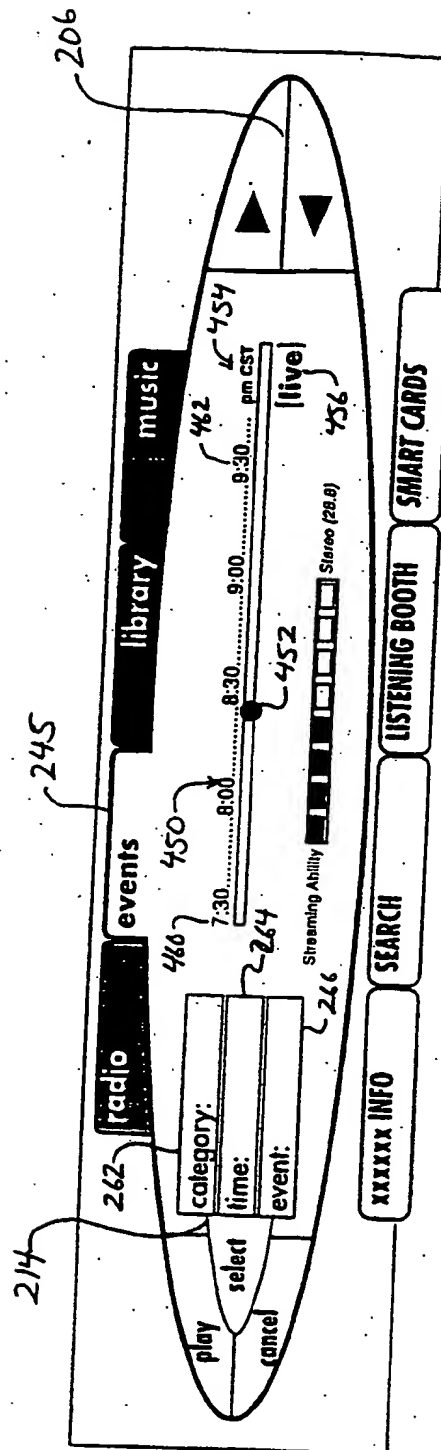 245
206
radio
events
library
music
262
214
play
select
cancel
category:
time:
event:
264
266
460
450
462
454
7:30........8:00........8:30........9:00........9:30........ pm CST
452
[live]
456
Streaming Ability
Stereo (28.8)
xxxxxx INFO
SEARCH
LISTENING BOOTH
SMART CARDS